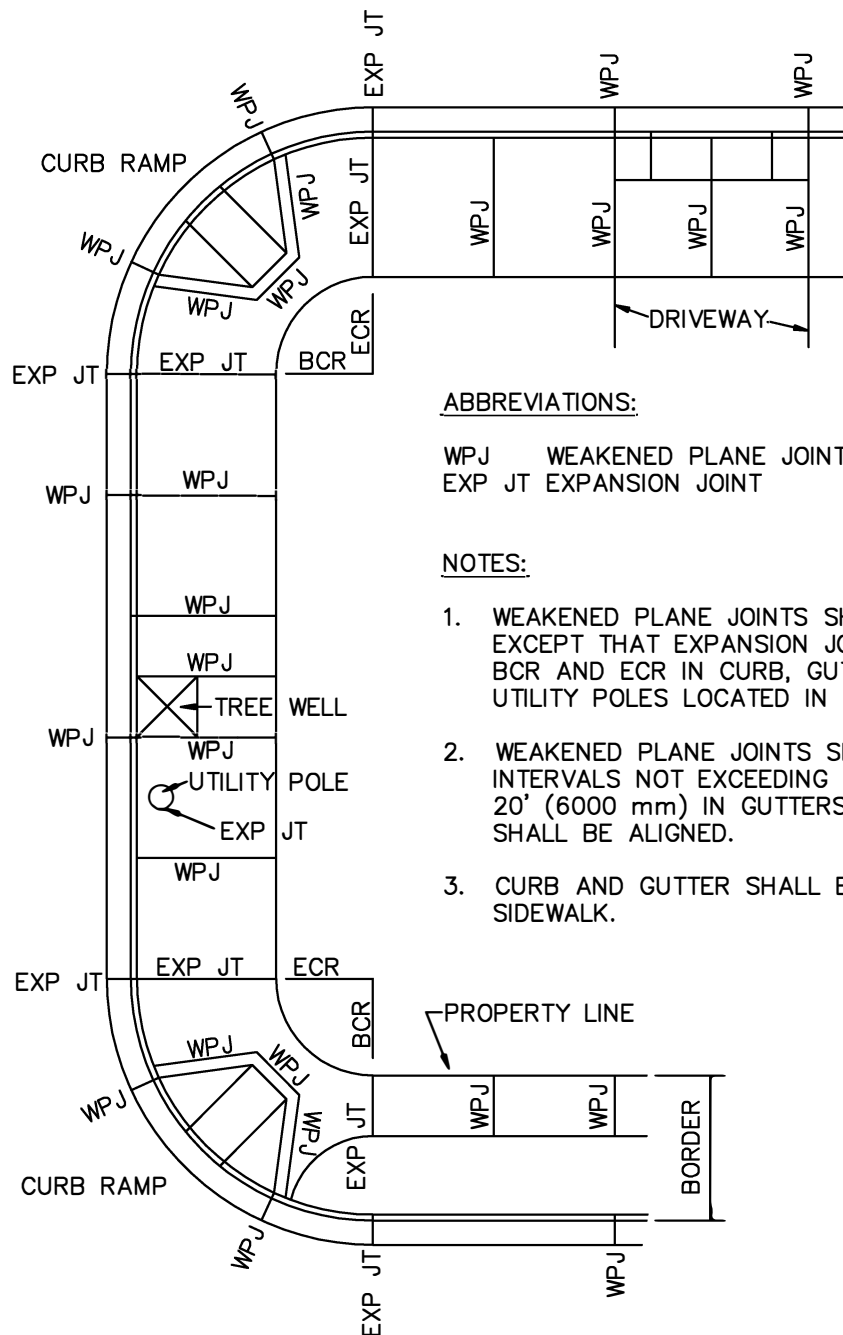 EXP JT
WPJ
WPJ
WPJ
CURB RAMP
EXP JT
WPJ
WPJ
WPJ
WPJ
WPJ
WPJ
WPJ
WPJ
WPJ
DRIVEWAY
ECR
EXP JT
EXP JT
BCR
ABBREVIATIONS:
WPJ WEAKENED PLANE JOINT
EXP JT EXPANSION JOINT
WPJ
WPJ
NOTES:
1. WEAKENED PLANE JOINTS SH
EXCEPT THAT EXPANSION JO
BCR AND ECR IN CURB, GUT
UTILITY POLES LOCATED IN
WPJ
WPJ
TREE WELL
WPJ
WPJ
2. WEAKENED PLANE JOINTS S
INTERVALS NOT EXCEEDING
20' (6000 mm) IN GUTTERS
SHALL BE ALIGNED.
UTILITY POLE
EXP JT
WPJ
3. CURB AND GUTTER SHALL B
SIDEWALK.
EXP JT
EXP JT
ECR
BCR
PROPERTY LINE
WPJ
WPJ
WPJ
WPJ
EXP JT
WPJ
WPJ
BORDER
CURB RAMP
WPJ
EXP JT
WPJ